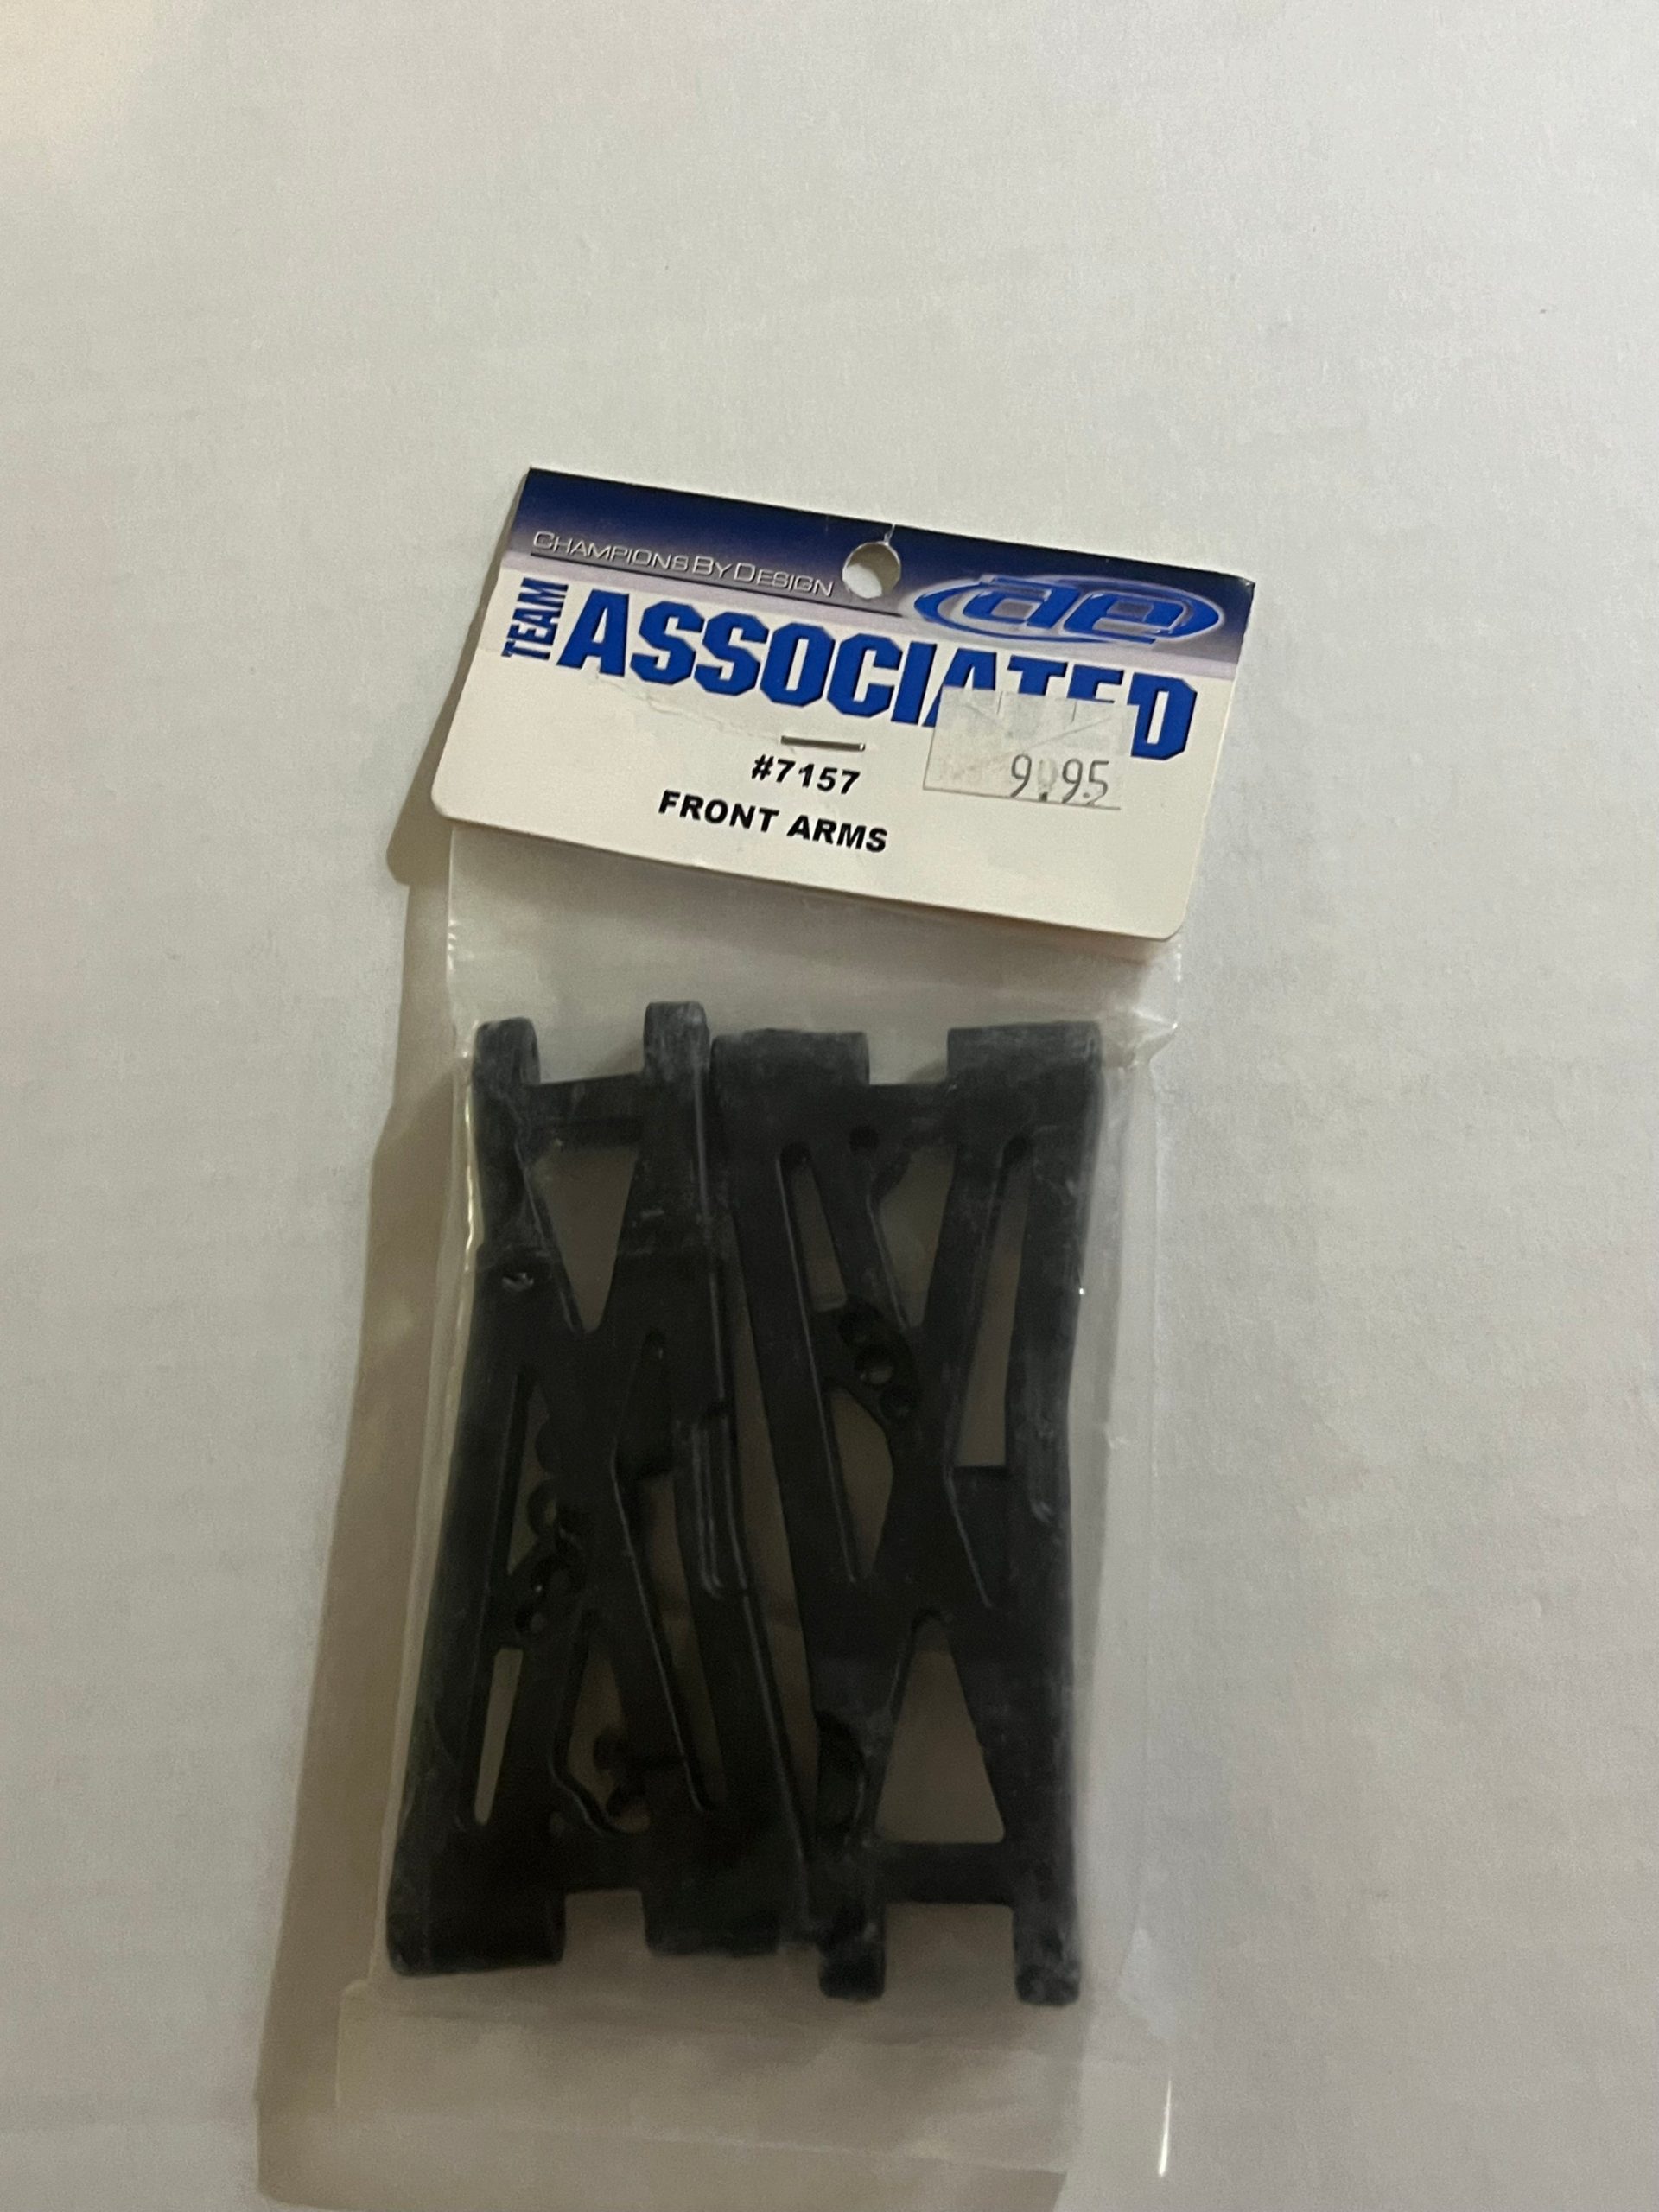 CHAMPIONS BY DESIGN
ae
TEAM ASSOCIATED
9.95
#7157
FRONT ARMS